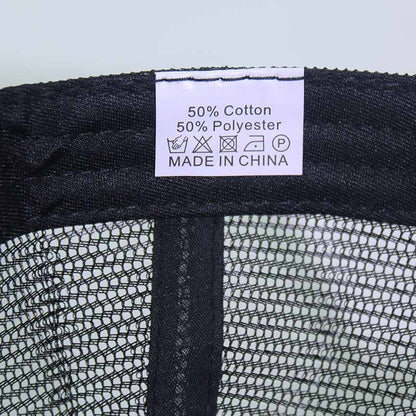 50% Cotton
50% Polyester
P
MADE IN CHINA